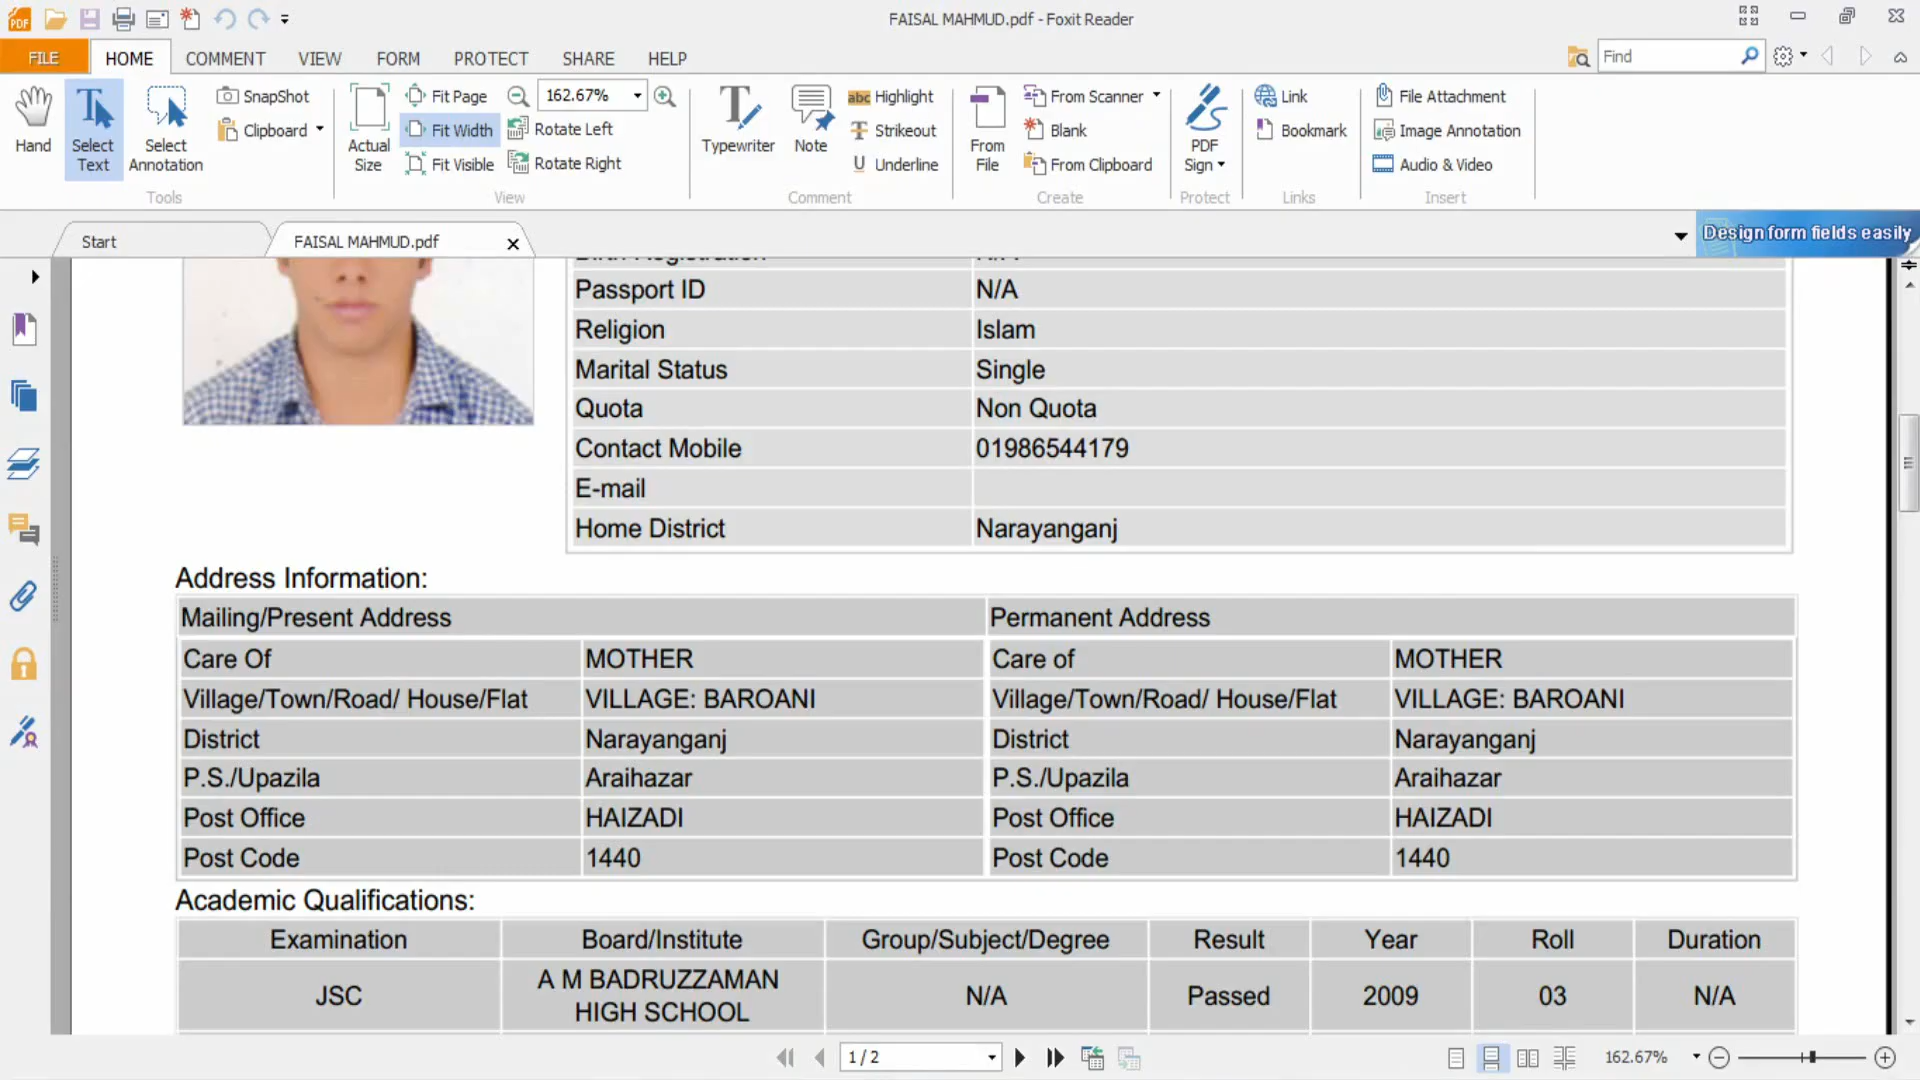 FAISAL MAHMUD.pdf - Foxit Reader
FILE HOME COMMENT VIEW FORM PROTECT SHARE HELP
Find
Hand
Select Text
Select Annotation
SnapShot
Clipboard
Tools
Actual Size
Fit Page
Fit Width
Fit Visible
162.67%
Rotate Left
Rotate Right
View
Typewriter
Note
Highlight
Strikeout
Underline
Comment
From File
From Scanner
Blank
From Clipboard
Create
PDF Sign
Protect
Link
Bookmark
Links
File Attachment
Image Annotation
Audio & Video
Insert
Start
FAISAL MAHMUD.pdf
Design form fields easily
Passport ID N/A
Religion Islam
Marital Status Single
Quota Non Quota
Contact Mobile 01986544179
E-mail
Home District Narayanganj
Address Information:
Mailing/Present Address Permanent Address
Care Of MOTHER Care of MOTHER
Village/Town/Road/ House/Flat VILLAGE: BAROANI Village/Town/Road/ House/Flat VILLAGE: BAROANI
District Narayanganj District Narayanganj
P.S./Upazila Araihazar P.S./Upazila Araihazar
Post Office HAIZADI Post Office HAIZADI
Post Code 1440 Post Code 1440
Academic Qualifications:
Examination Board/Institute Group/Subject/Degree Result Year Roll Duration
JSC A M BADRUZZAMAN HIGH SCHOOL N/A Passed 2009 03 N/A
1 / 2
162.67%